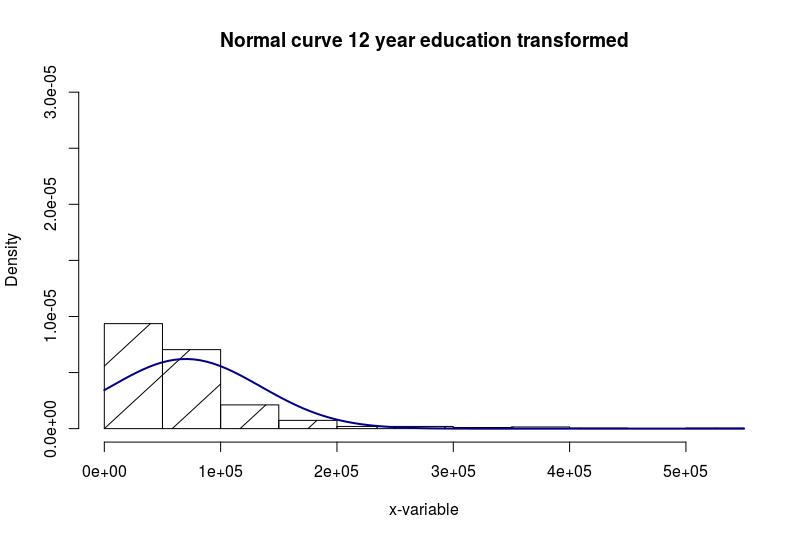 Normal curve 12 year education transformed
3.0e-05
2.0e-05
1.0e-05
0.0e+00
Density
0e+00 1e+05 2e+05 3e+05 4e+05 5e+05
x-variable